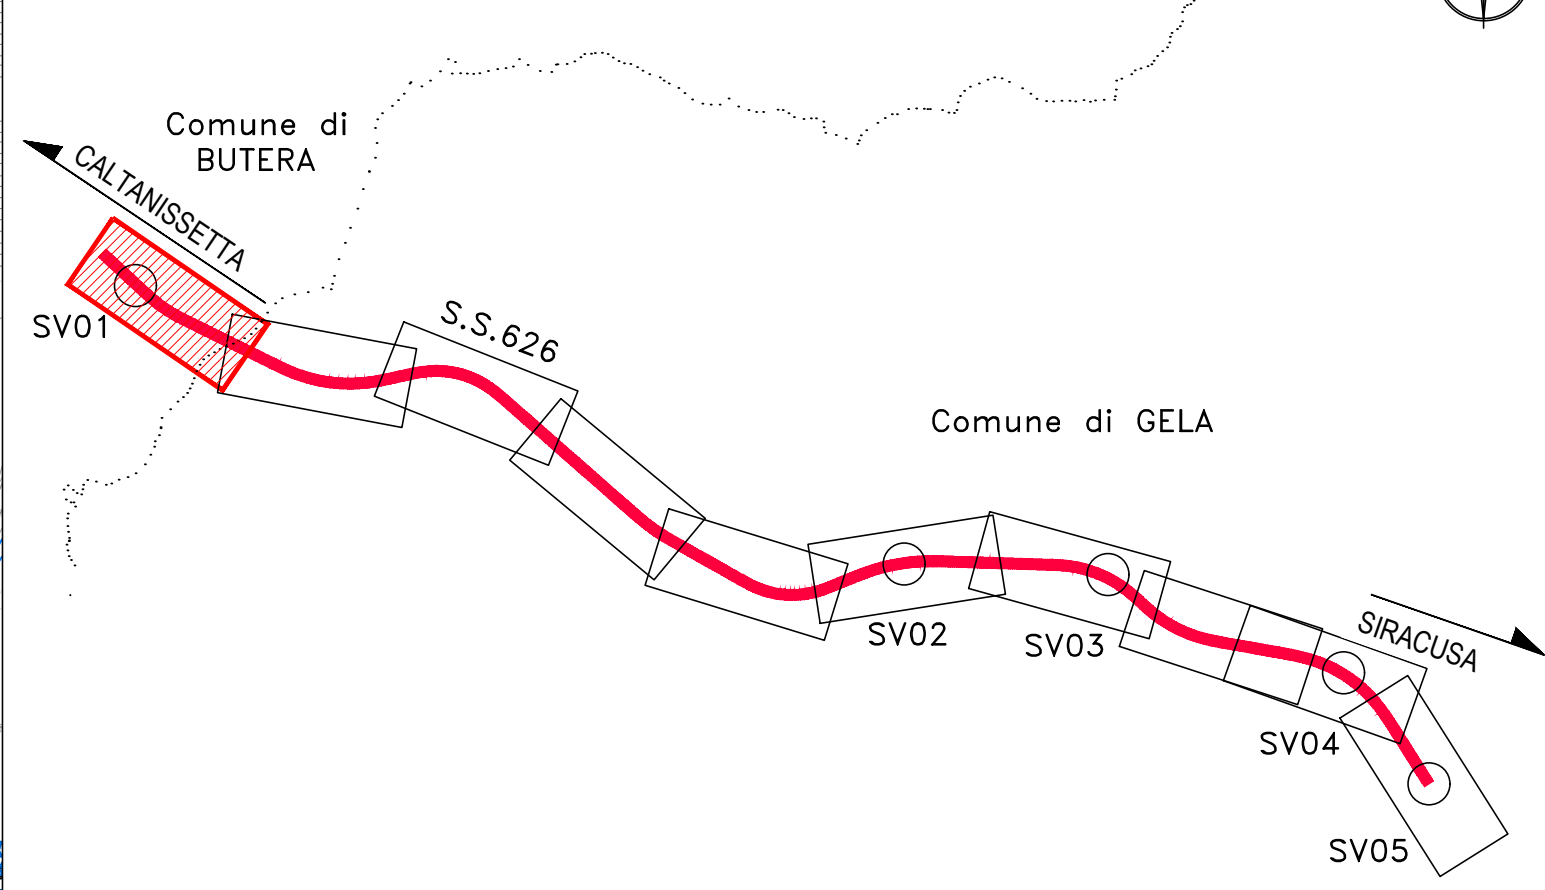 Comune di
BUTERA
CALTANISSETTA
SV01
S.S.626
Comune di GELA
SV02
SV03
SIRACUSA
SV04
SV05